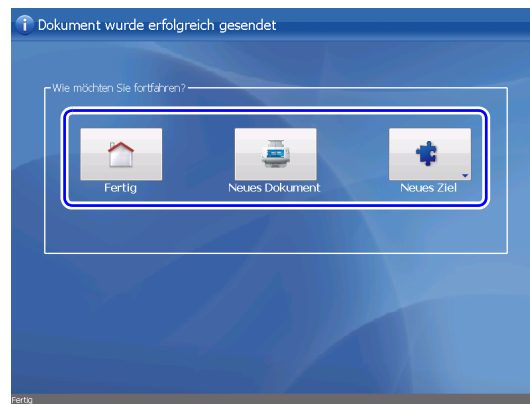 Dokument wurde erfolgreich gesendet
Wie möchten Sie fortfahren?
Fertig
Neues Dokument
Neues Ziel
Fertig